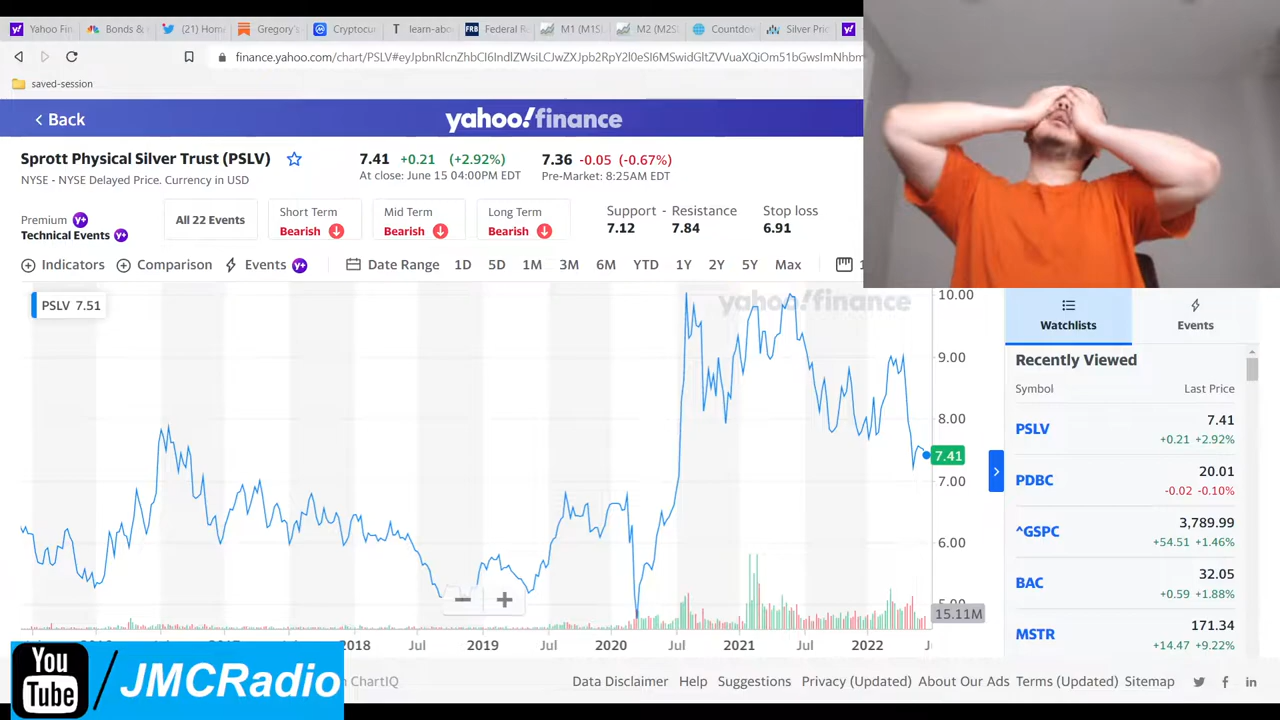 Yahoo Fin
Bonds &
(21) Home
Gregory's
Cryptocur
learn-abo
Federal R
M1 (M1SL
M2 (M2S
Countdow
Silver Pric
finance.yahoo.com/chart/
saved-session
Back
yahoo!finance
Sprott Physical Silver Trust (PSLV)
NYSE - NYSE Delayed Price. Currency in USD
7.41 +0.21 (+2.92%)
At close: June 15 04:00PM EDT
7.36 -0.05 (-0.67%)
Pre-Market: 8:25AM EDT
Premium Y+
Technical Events Y+
All 22 Events
Short Term
Bearish
Mid Term
Bearish
Long Term
Bearish
Support - Resistance
7.12 7.84
Stop loss
6.91
Indicators Comparison Events Y+ Date Range 1D 5D 1M 3M 6M YTD 1Y 2Y 5Y Max
PSLV 7.51
yahoo!finance
10.00
9.00
8.00
7.41
7.00
6.00
15.11M
2018 Jul 2019 Jul 2020 Jul 2021 Jul 2022
Watchlists
Events
Recently Viewed
Symbol Last Price
PSLV 7.41
+0.21 +2.92%
PDBC 20.01
-0.02 -0.10%
^GSPC 3,789.99
+54.51 +1.46%
BAC 32.05
+0.59 +1.88%
MSTR 171.34
+14.47 +9.22%
You
Tube
/JMCRadio
ChartIQ
Data Disclaimer Help Suggestions Privacy (Updated) About Our Ads Terms (Updated) Sitemap